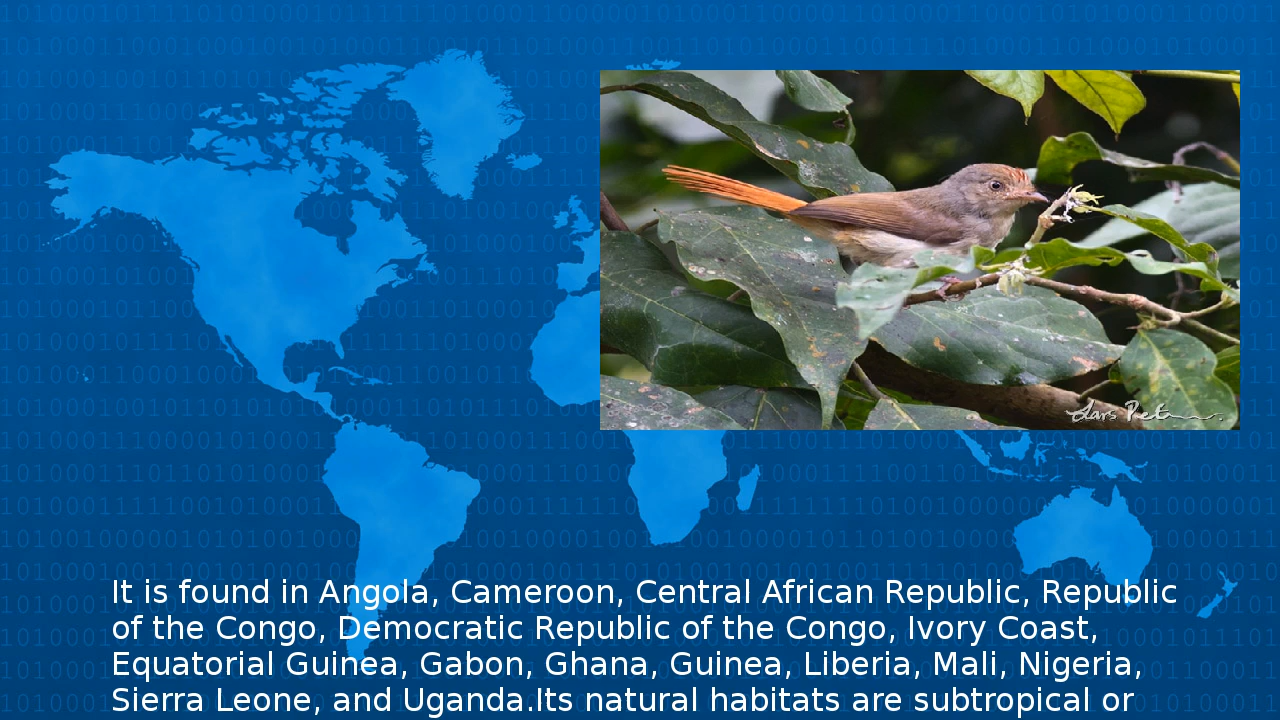 Lars Petersson
It is found in Angola, Cameroon, Central African Republic, Republic
of the Congo, Democratic Republic of the Congo, Ivory Coast,
Equatorial Guinea, Gabon, Ghana, Guinea, Liberia, Mali, Nigeria,
Sierra Leone, and Uganda.Its natural habitats are subtropical or